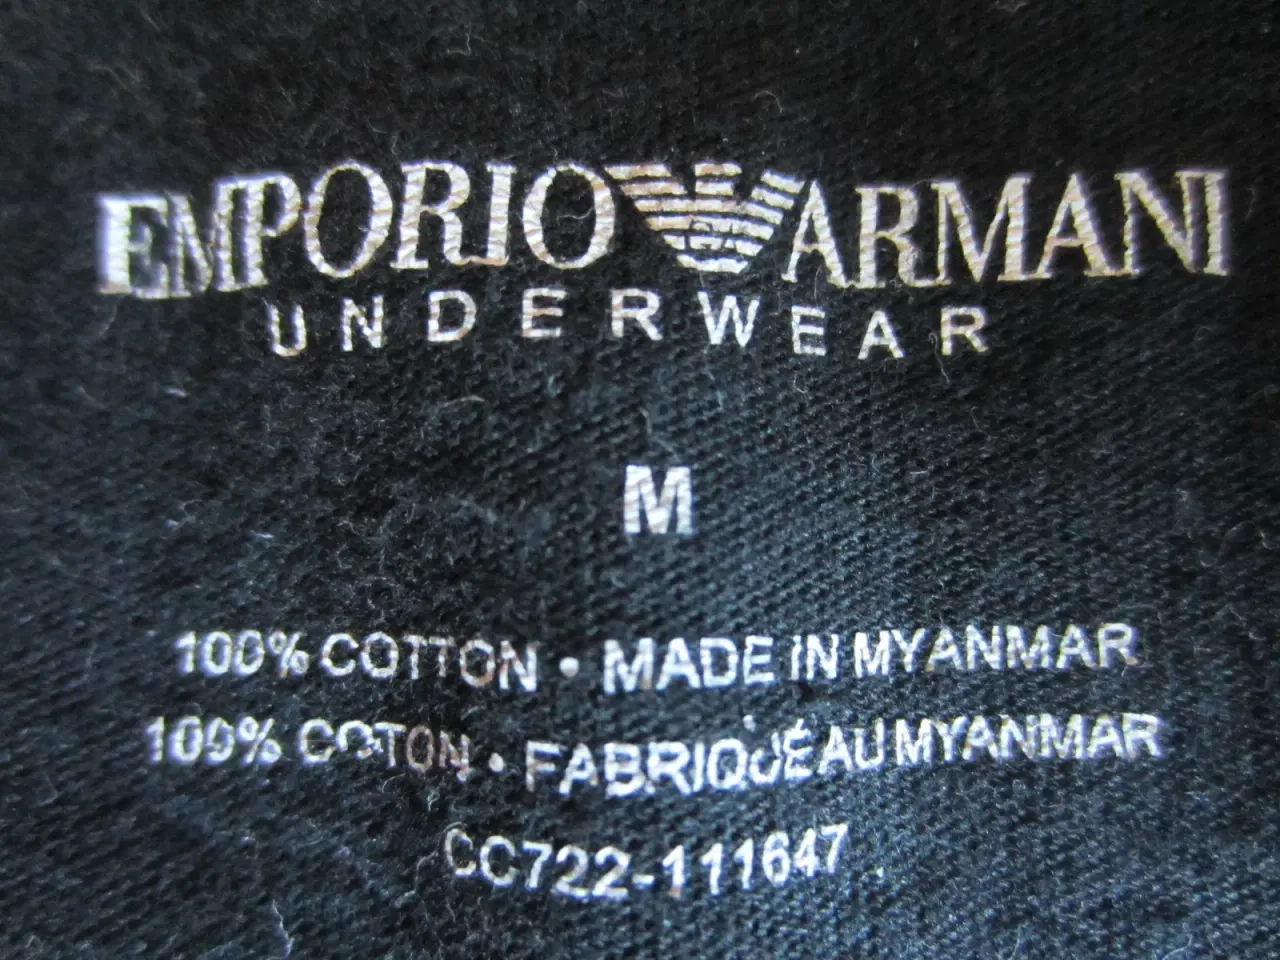 EMPORIO ARMANI
UNDERWEAR
M
100% COTTON • MADE IN MYANMAR
100% COTON • FABRIQUÉ AU MYANMAR
CC722-111647